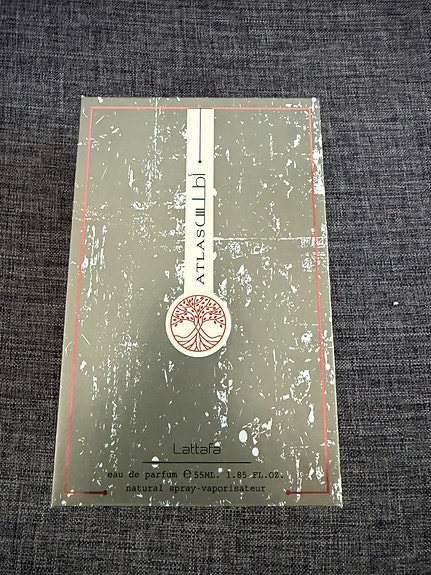 ATLAS أطلس
Lattafa
eau de parfum ℮ 55ML. 1.85 FL.OZ.
natural spray-vaporisateur